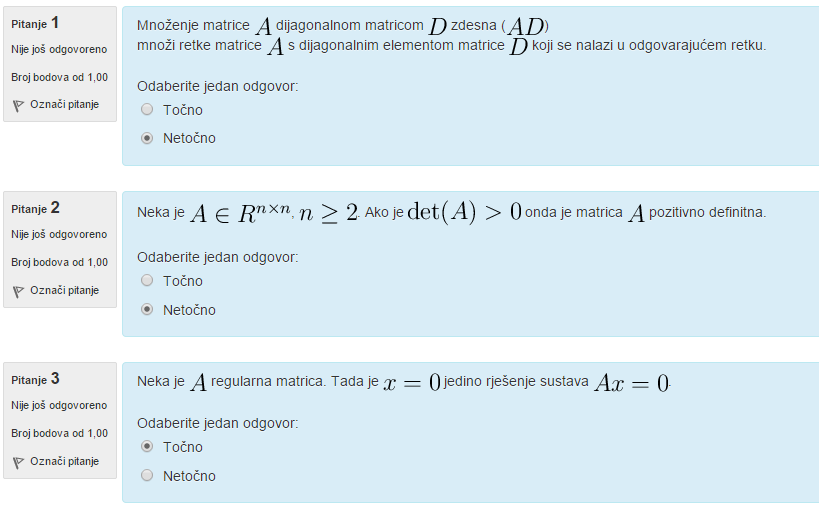 Pitanje 1
Nije još odgovoreno
Broj bodova od 1,00
Označi pitanje
Množenje matrice A dijagonalnom matricom D zdesna (AD)
množi retke matrice A s dijagonalnim elementom matrice D koji se nalazi u odgovarajućem retku.
Odaberite jedan odgovor:
Točno
Netočno
Pitanje 2
Nije još odgovoreno
Broj bodova od 1,00
Označi pitanje
Neka je A ∈ R^{n×n}, n ≥ 2. Ako je det(A) > 0 onda je matrica A pozitivno definitna.
Odaberite jedan odgovor:
Točno
Netočno
Pitanje 3
Nije još odgovoreno
Broj bodova od 1,00
Označi pitanje
Neka je A regularna matrica. Tada je x = 0 jedino rješenje sustava Ax = 0.
Odaberite jedan odgovor:
Točno
Netočno